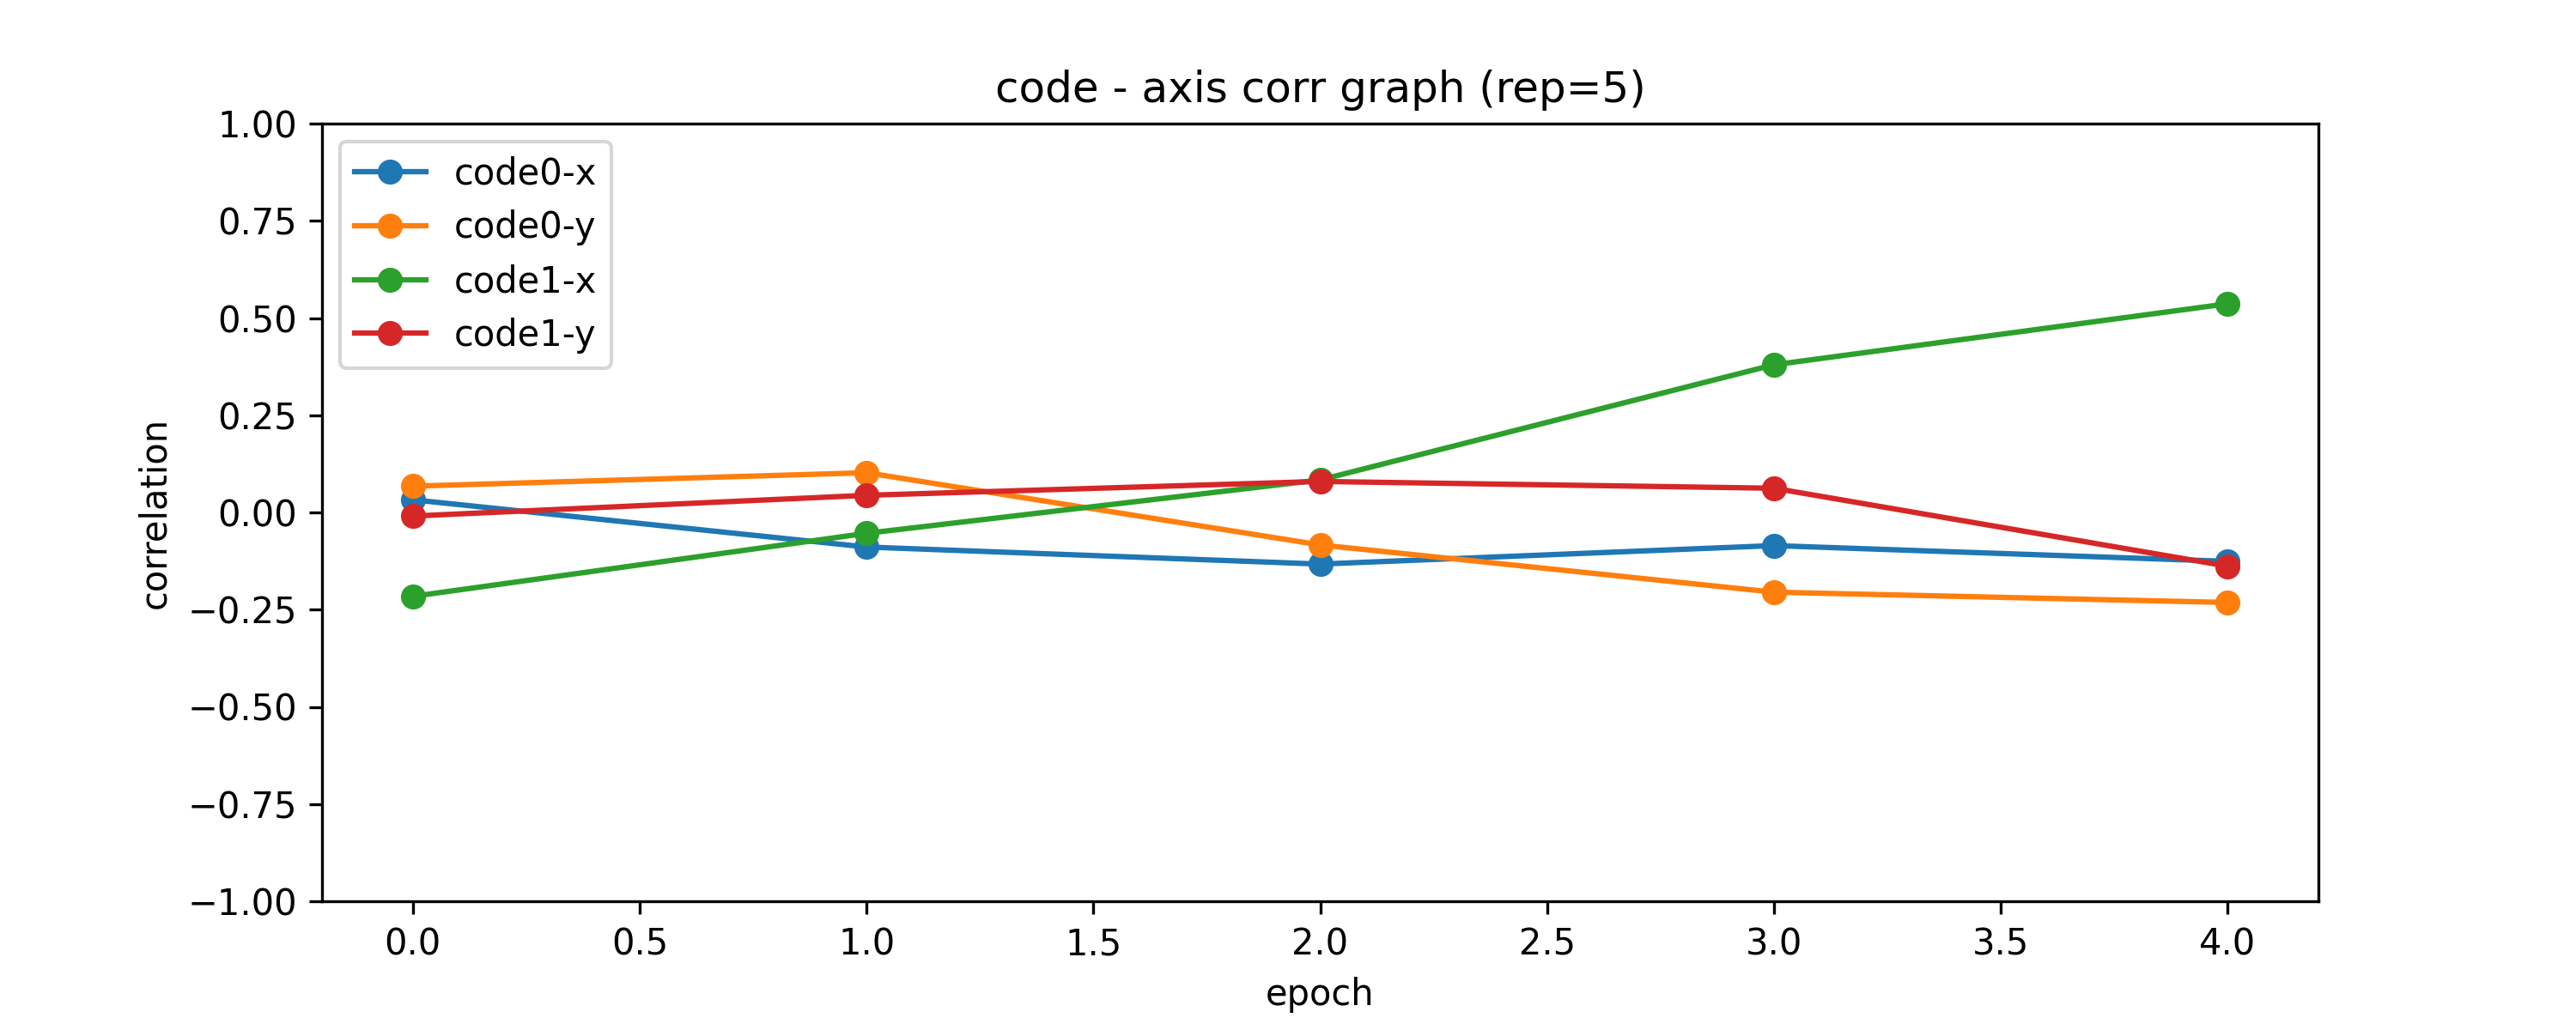 code - axis corr graph (rep=5)
1.00
0.75
0.50
0.25
0.00
−0.25
−0.50
−0.75
−1.00
correlation
code0-x
code0-y
code1-x
code1-y
0.0 0.5 1.0 1.5 2.0 2.5 3.0 3.5 4.0
epoch